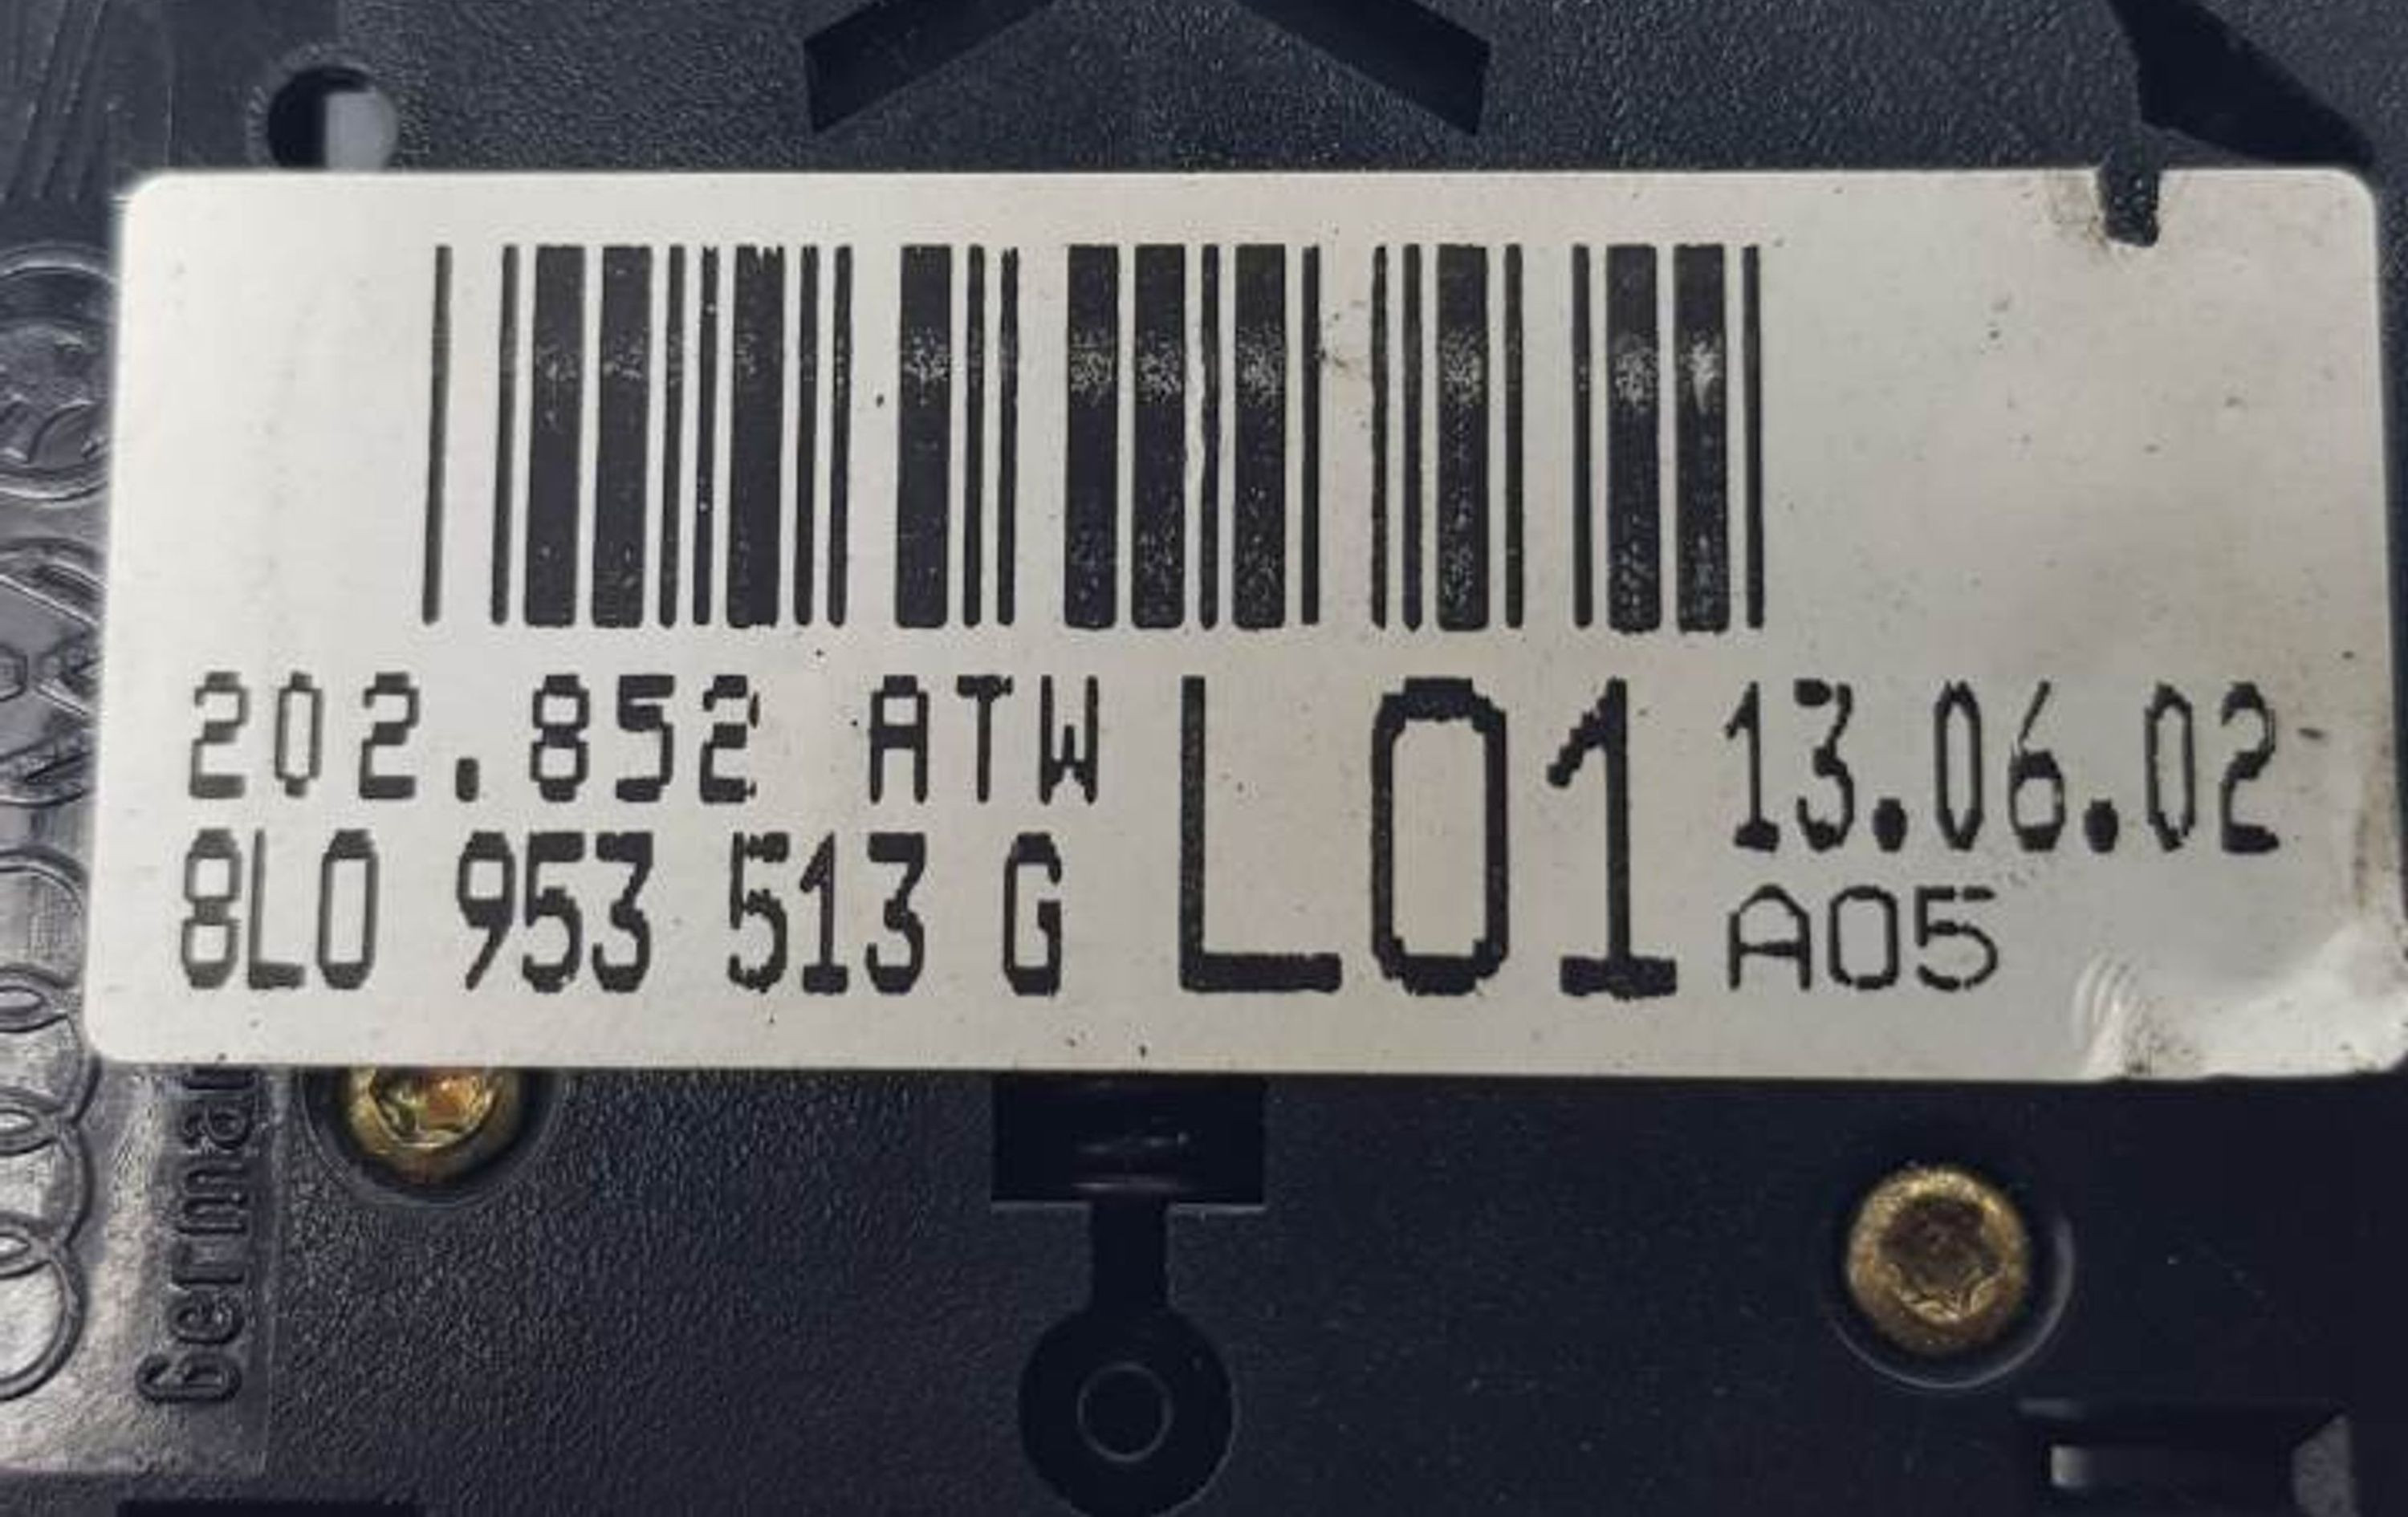 202.852 ATW L01 13.06.02
8L0 953 513 G A05
German